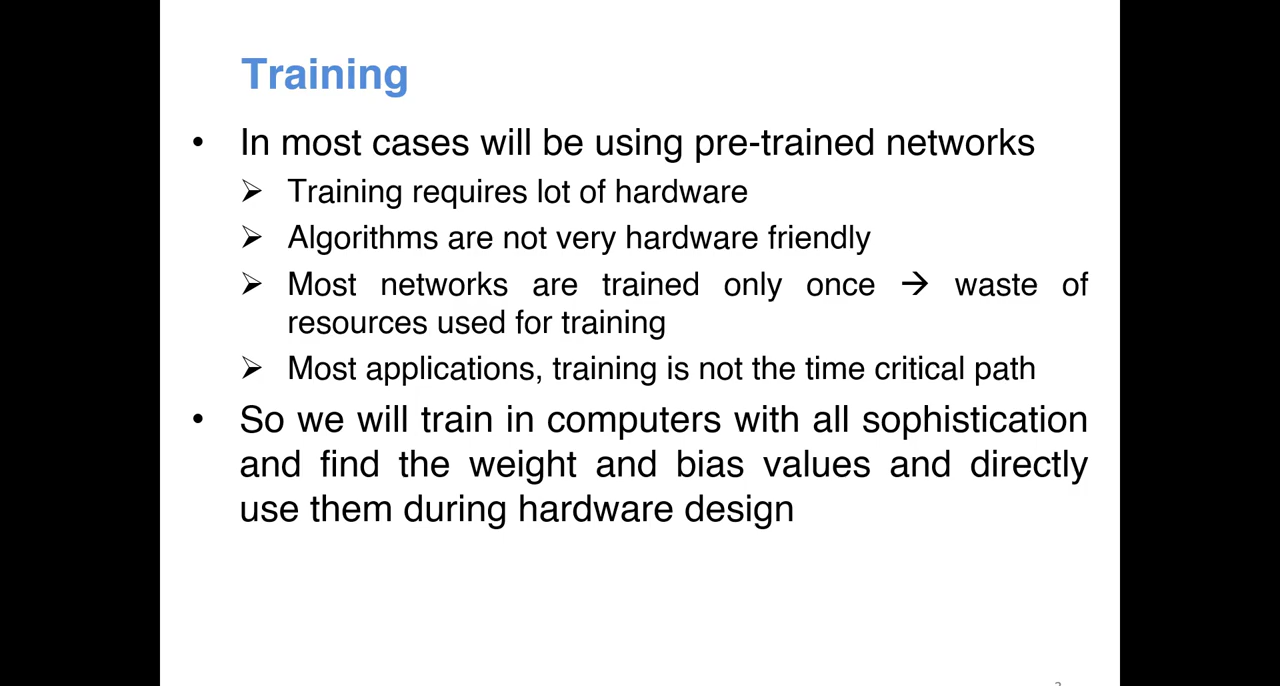 Training
• In most cases will be using pre-trained networks
➢ Training requires lot of hardware
➢ Algorithms are not very hardware friendly
➢ Most networks are trained only once → waste of
resources used for training
➢ Most applications, training is not the time critical path
• So we will train in computers with all sophistication
and find the weight and bias values and directly
use them during hardware design